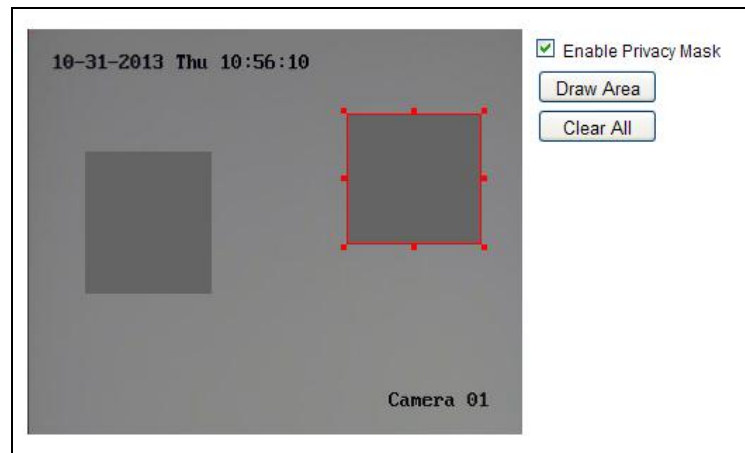 10-31-2013 Thu 10:56:10
Enable Privacy Mask
Draw Area
Clear All
Camera 01